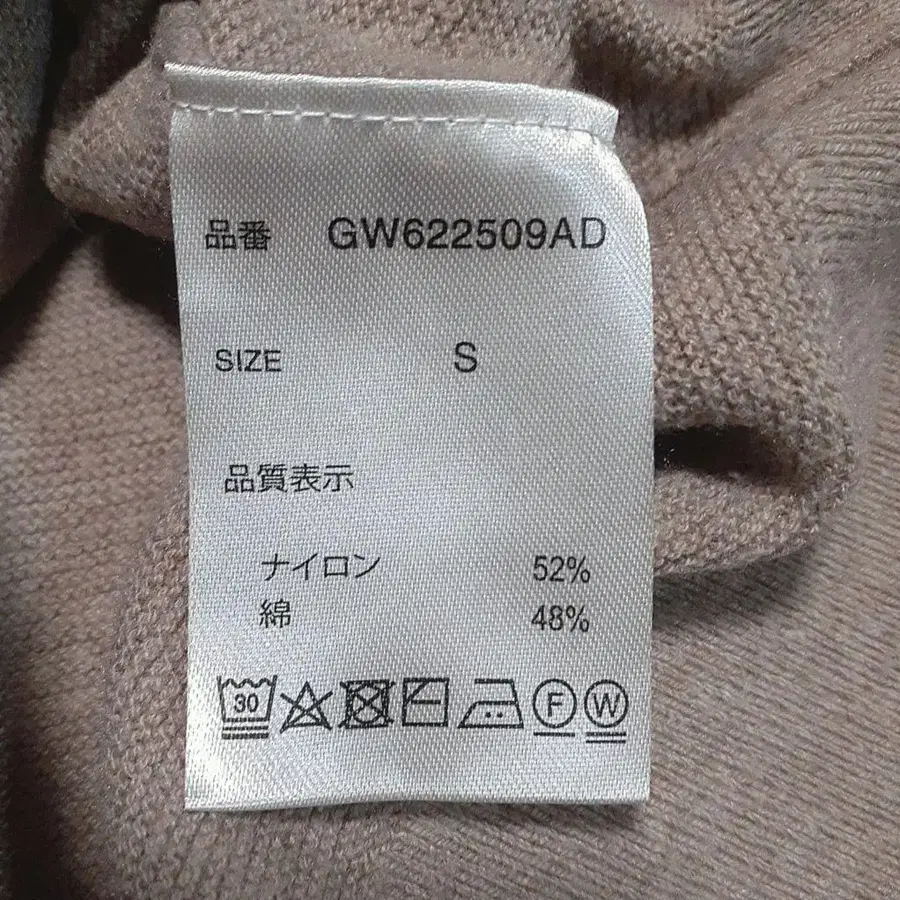 品番 GW622509AD
SIZE S
品質表示
ナイロン 52%
綿 48%
30 F W